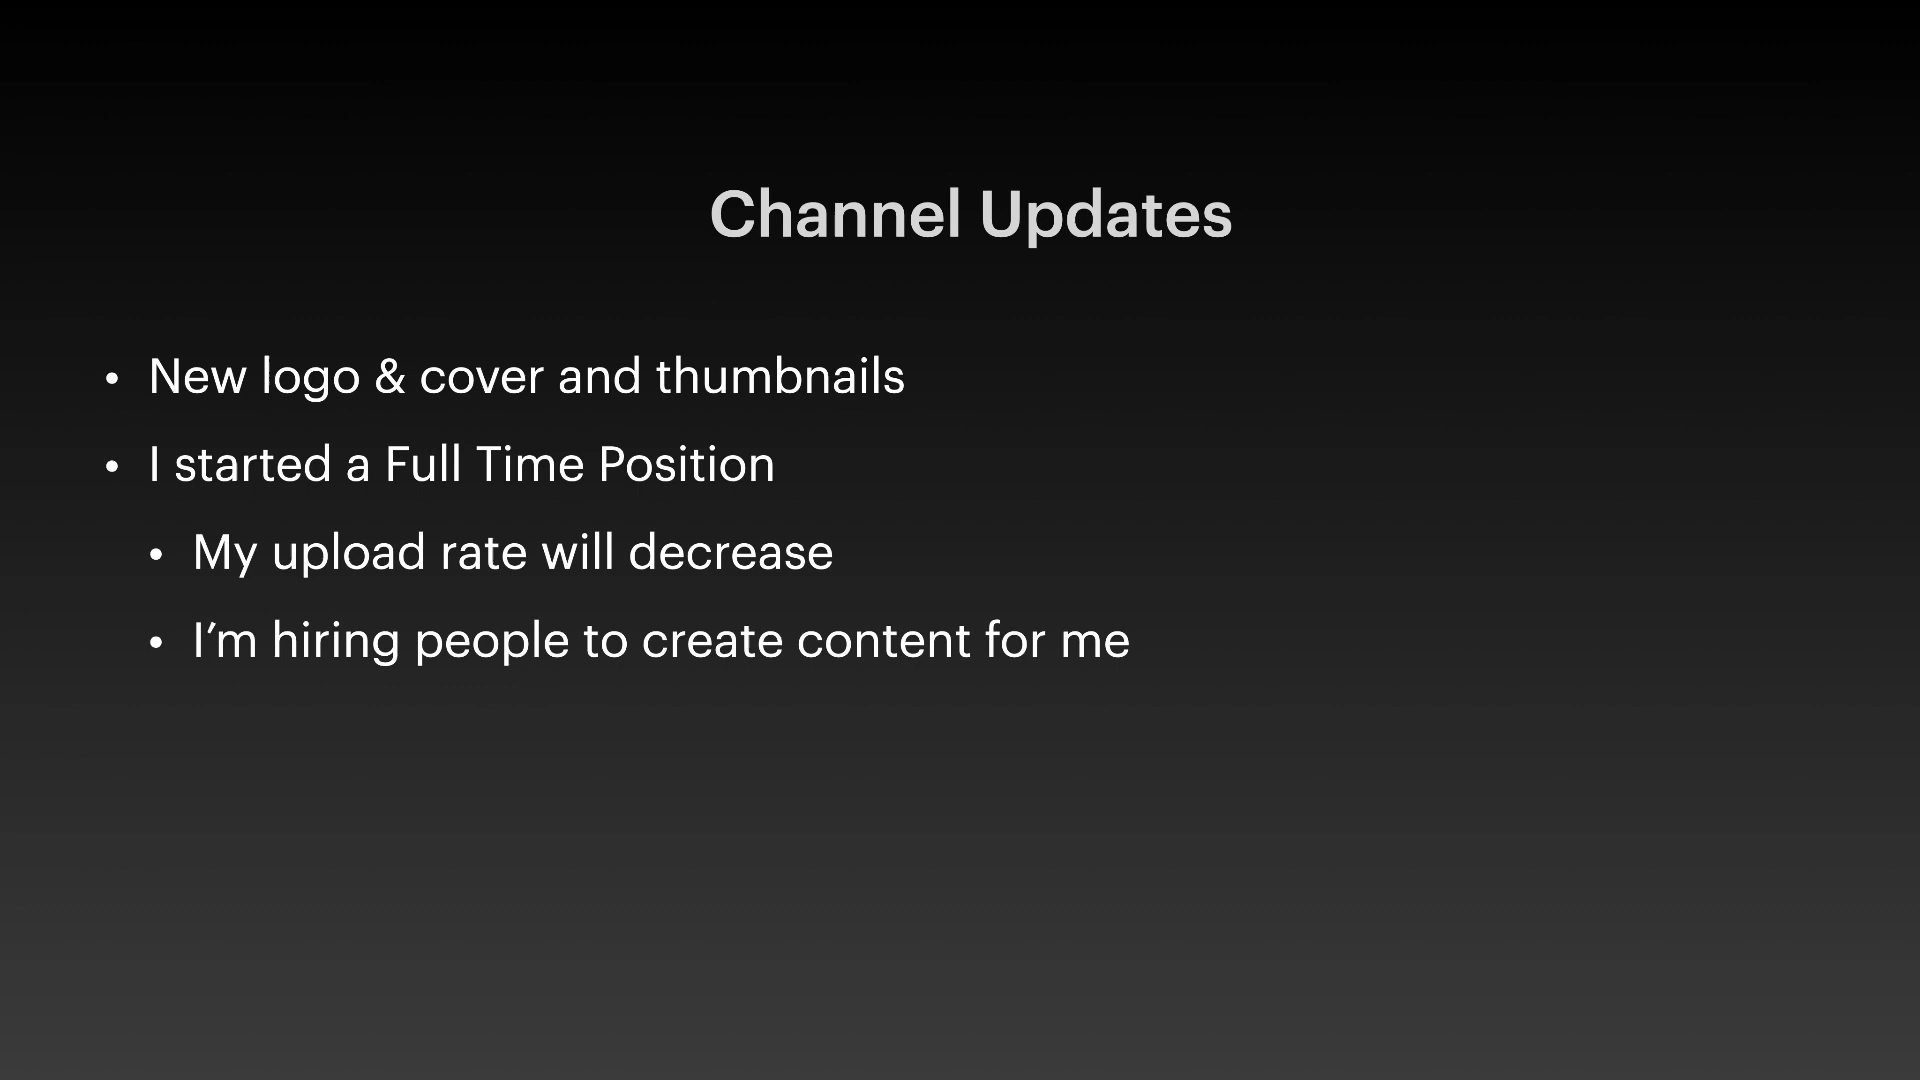 Channel Updates
• New logo & cover and thumbnails
• I started a Full Time Position
• My upload rate will decrease
• I’m hiring people to create content for me